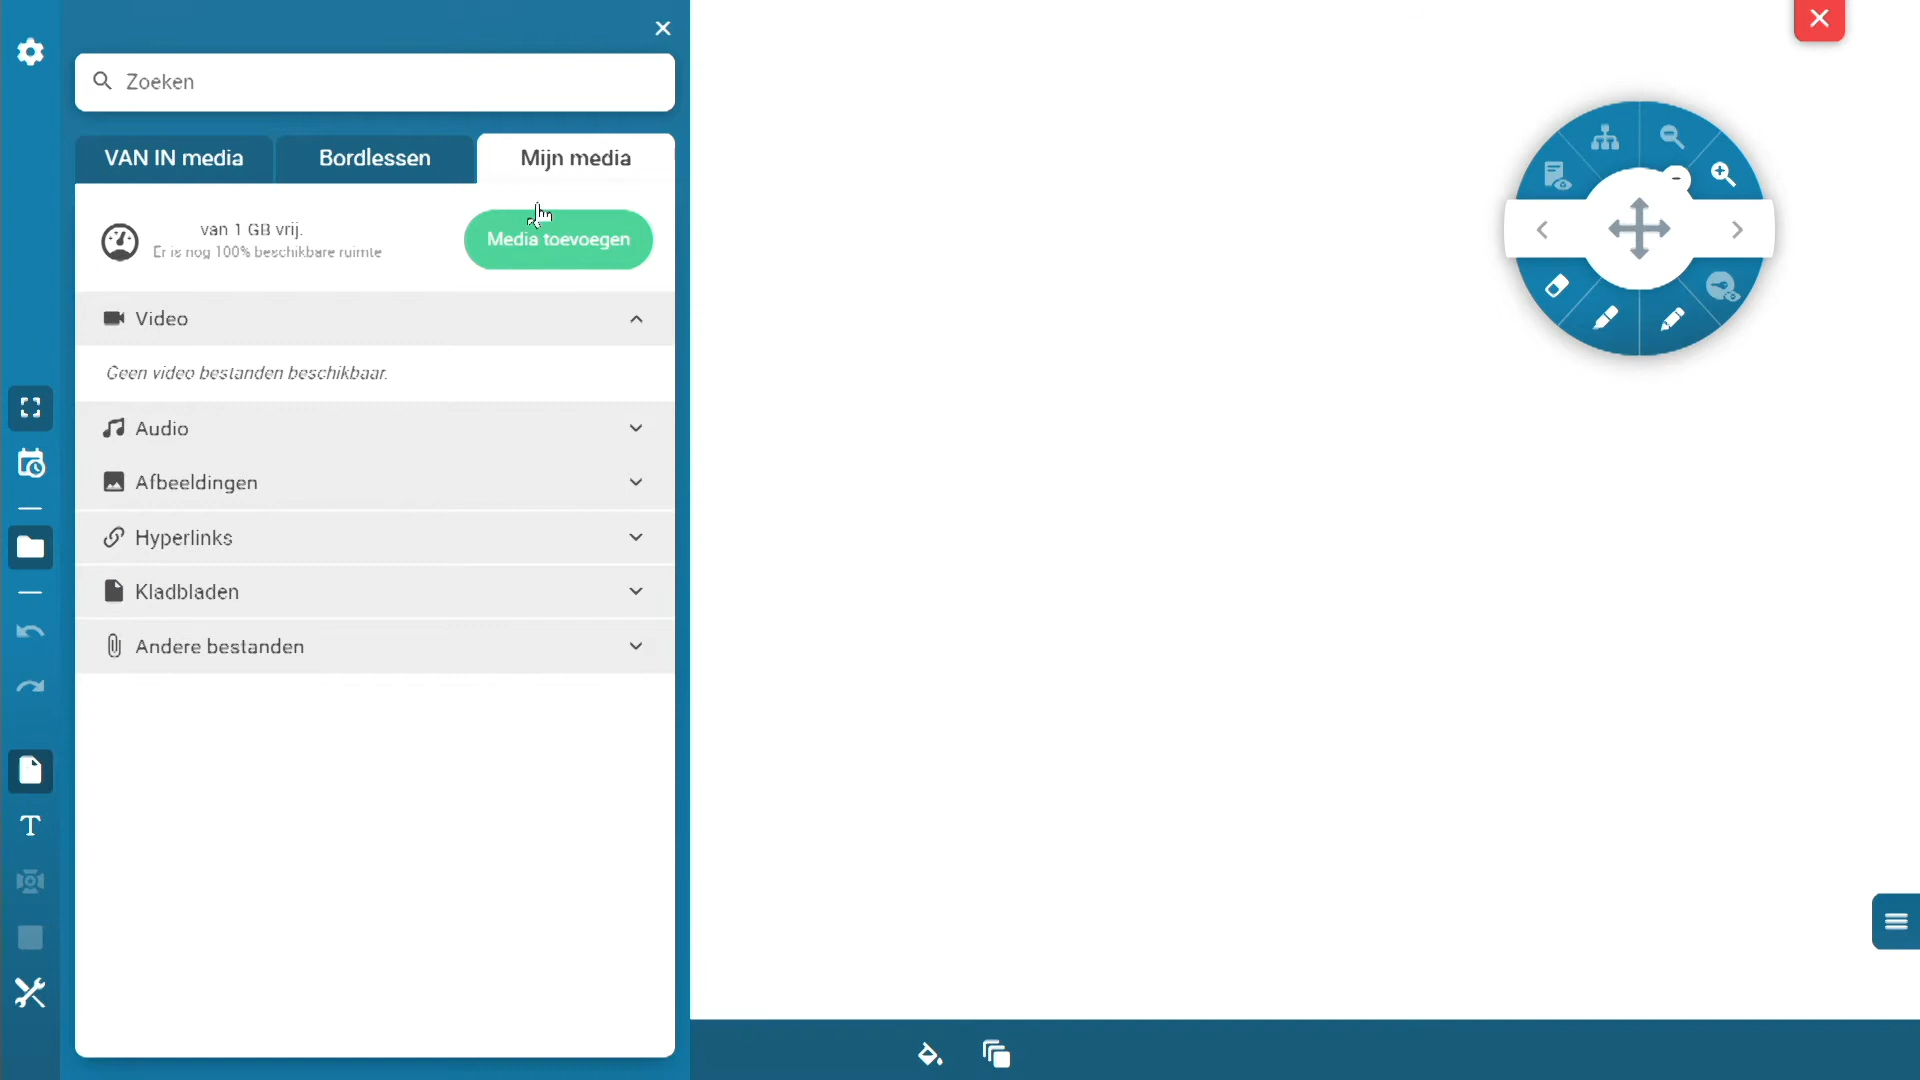 Zoeken
VAN IN media
Bordlessen
Mijn media
van 1 GB vrij.
Er is nog 100% beschikbare ruimte
Media toevoegen
Video
Geen video bestanden beschikbaar.
Audio
Afbeeldingen
Hyperlinks
Kladbladen
Andere bestanden